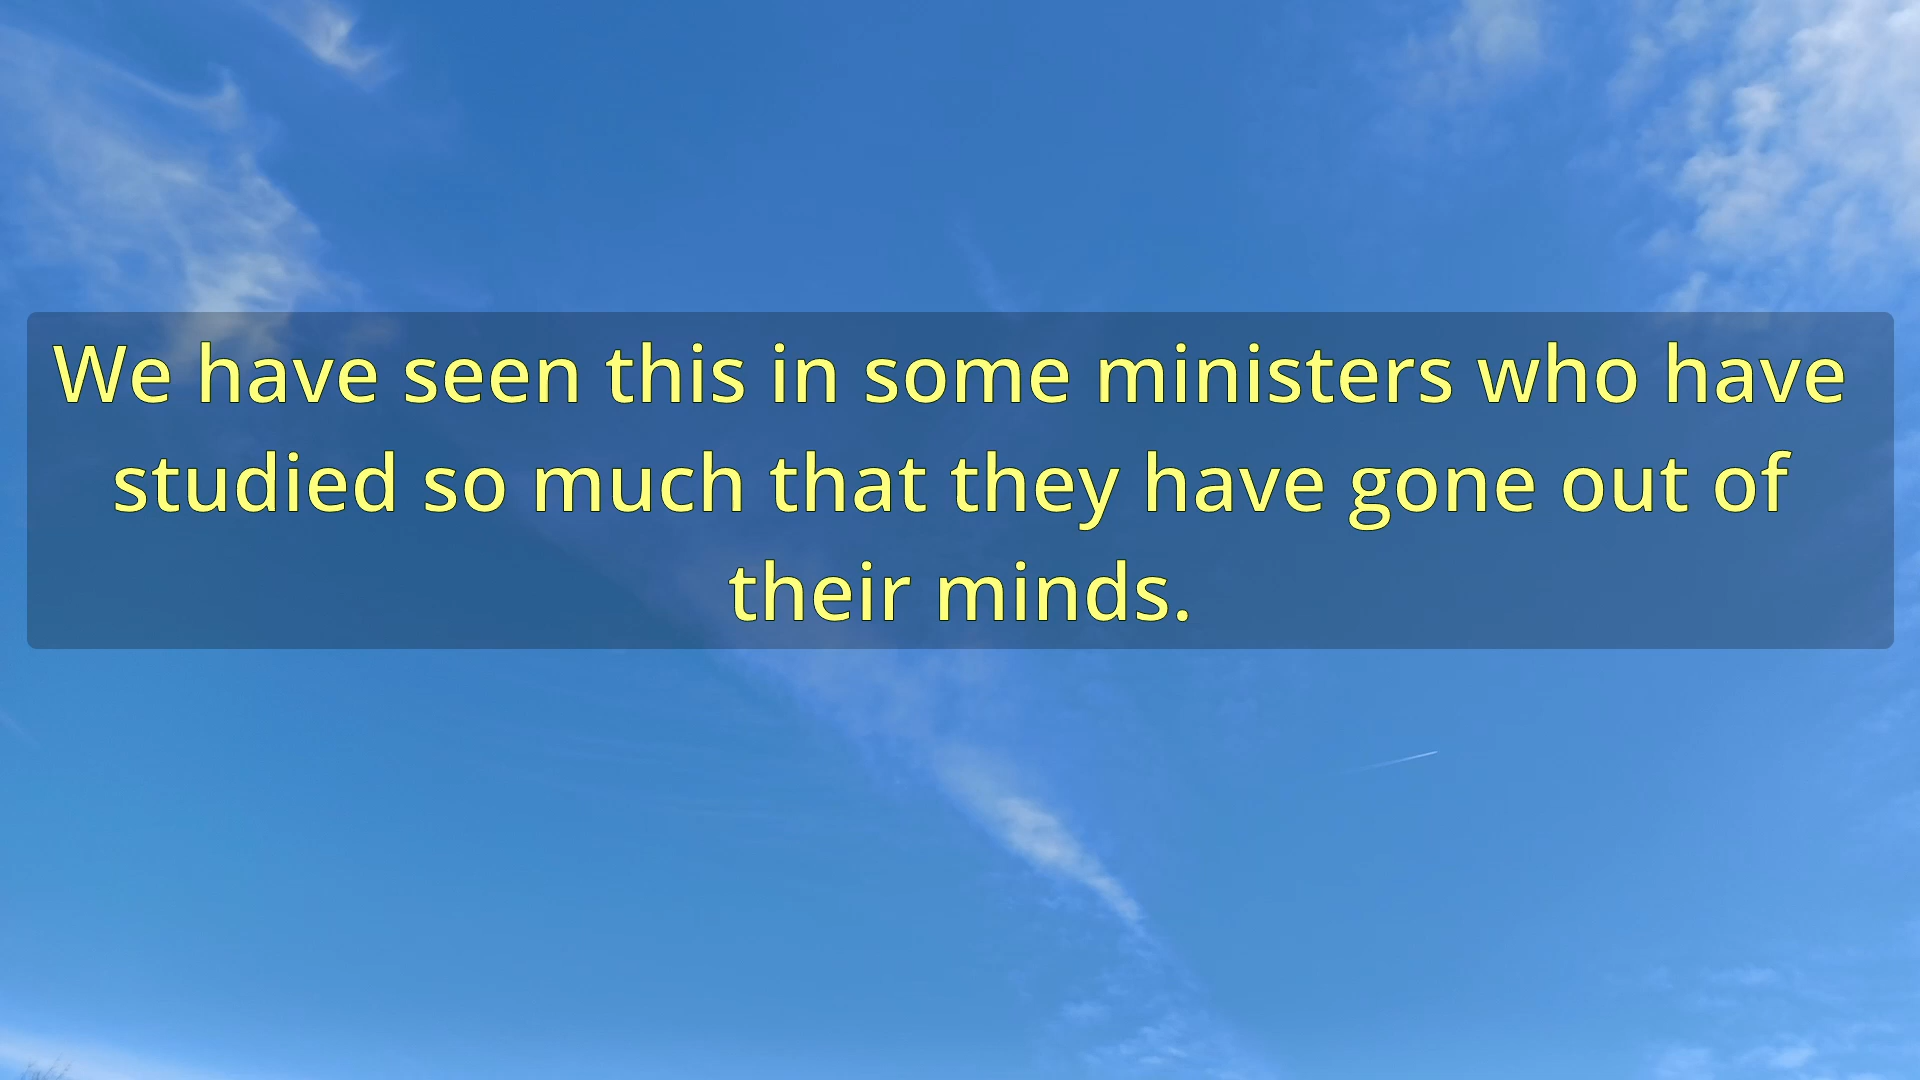 We have seen this in some ministers who have
studied so much that they have gone out of
their minds.